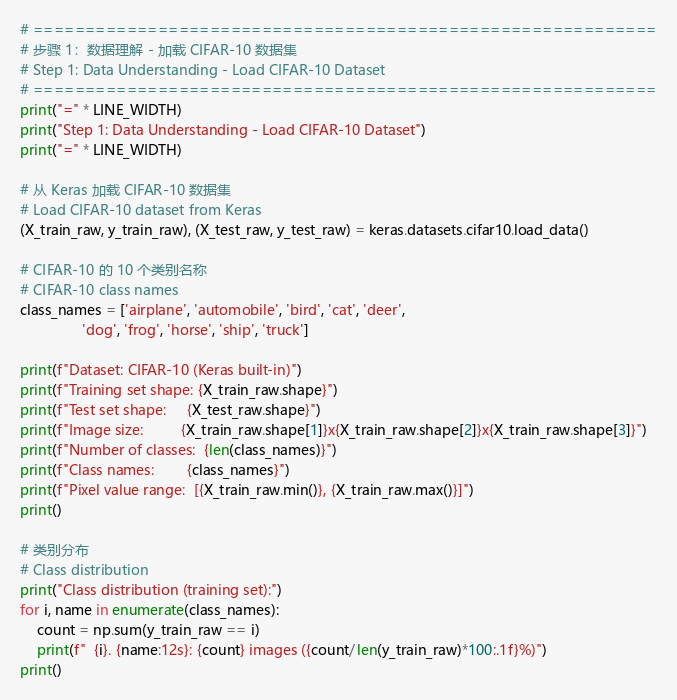 # ============================================================
# 步骤 1：数据理解 - 加载 CIFAR-10 数据集
# Step 1: Data Understanding - Load CIFAR-10 Dataset
# ============================================================
print("=" * LINE_WIDTH)
print("Step 1: Data Understanding - Load CIFAR-10 Dataset")
print("=" * LINE_WIDTH)

# 从 Keras 加载 CIFAR-10 数据集
# Load CIFAR-10 dataset from Keras
(X_train_raw, y_train_raw), (X_test_raw, y_test_raw) = keras.datasets.cifar10.load_data()

# CIFAR-10 的 10 个类别名称
# CIFAR-10 class names
class_names = ['airplane', 'automobile', 'bird', 'cat', 'deer',
               'dog', 'frog', 'horse', 'ship', 'truck']

print(f"Dataset: CIFAR-10 (Keras built-in)")
print(f"Training set shape: {X_train_raw.shape}")
print(f"Test set shape:     {X_test_raw.shape}")
print(f"Image size:         {X_train_raw.shape[1]}x{X_train_raw.shape[2]}x{X_train_raw.shape[3]}")
print(f"Number of classes:  {len(class_names)}")
print(f"Class names:        {class_names}")
print(f"Pixel value range:  [{X_train_raw.min()}, {X_train_raw.max()}]")
print()

# 类别分布
# Class distribution
print("Class distribution (training set):")
for i, name in enumerate(class_names):
    count = np.sum(y_train_raw == i)
    print(f"  {i}. {name:12s}: {count} images ({count/len(y_train_raw)*100:.1f}%)")
print()